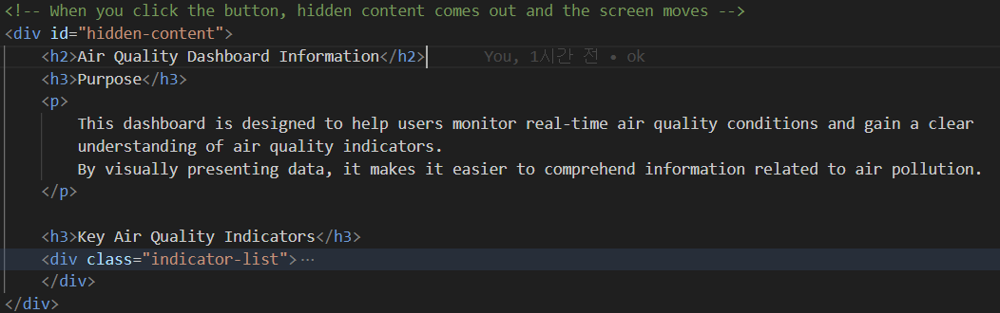 <!-- When you click the button, hidden content comes out and the screen moves -->
<div id="hidden-content">
<h2>Air Quality Dashboard Information</h2> You, 1시간 전 • ok
<h3>Purpose</h3>
<p>
This dashboard is designed to help users monitor real-time air quality conditions and gain a clear
understanding of air quality indicators.
By visually presenting data, it makes it easier to comprehend information related to air pollution.
</p>
<h3>Key Air Quality Indicators</h3>
<div class="indicator-list">…
</div>
</div>